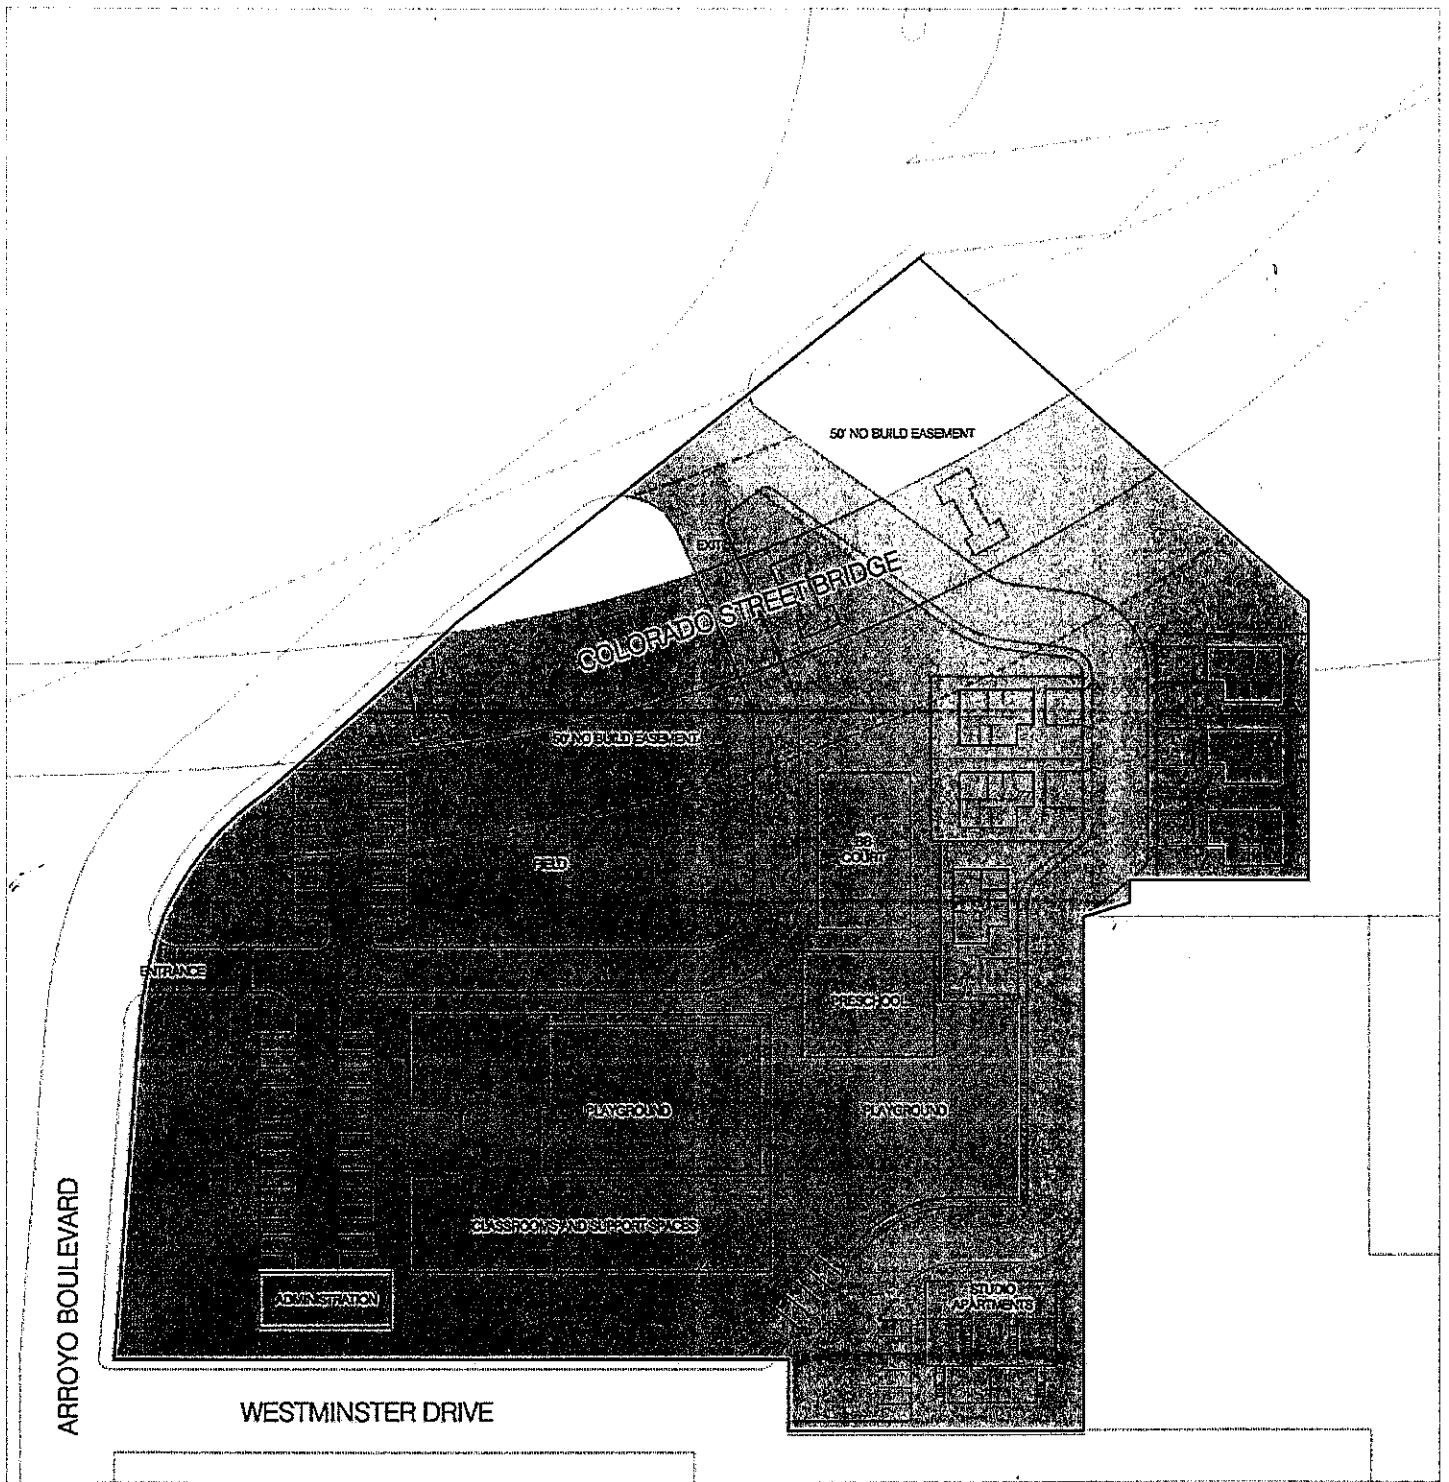 50' NO BUILD EASEMENT
EXIT
COLORADO STREET BRIDGE
50' NO BUILD EASEMENT
FIELD
BB
COURT
ENTRANCE
PRESCHOOL
PLAYGROUND
PLAYGROUND
CLASSROOMS AND SUPPORT SPACES
ADMINISTRATION
STUDIO
APARTMENTS
ARROYO BOULEVARD
WESTMINSTER DRIVE